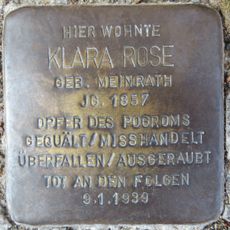 HIER WOHNTE
KLARA ROSE
GEB. MEINRATH
JG. 1857
OPFER DES POGROMS
GEQUÄLT/MISSHANDELT
ÜBERFALLEN/AUSGERAUBT
TOT AN DEN FOLGEN
9.1.1939